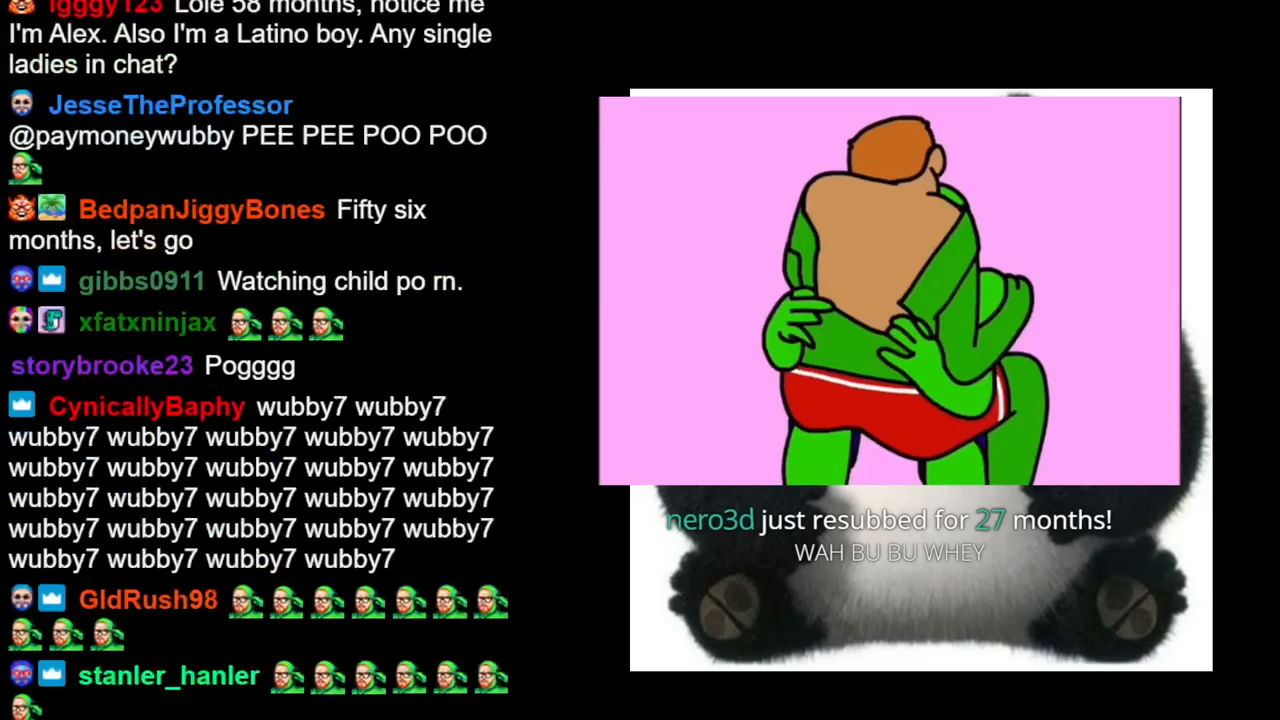 igggy123 Lole 58 months, notice me
I'm Alex. Also I'm a Latino boy. Any single
ladies in chat?
JesseTheProfessor
@paymoneywubby PEE PEE POO POO
BedpanJiggyBones Fifty six
months, let's go
gibbs0911 Watching child po rn.
xfatxninjax
storybrooke23 Pogggg
CynicallyBaphy wubby7 wubby7
wubby7 wubby7 wubby7 wubby7 wubby7
wubby7 wubby7 wubby7 wubby7 wubby7
wubby7 wubby7 wubby7 wubby7 wubby7
wubby7 wubby7 wubby7 wubby7 wubby7
wubby7 wubby7 wubby7 wubby7
GldRush98
stanler_hanler
nero3d just resubbed for 27 months!
WAH BU BU WHEY